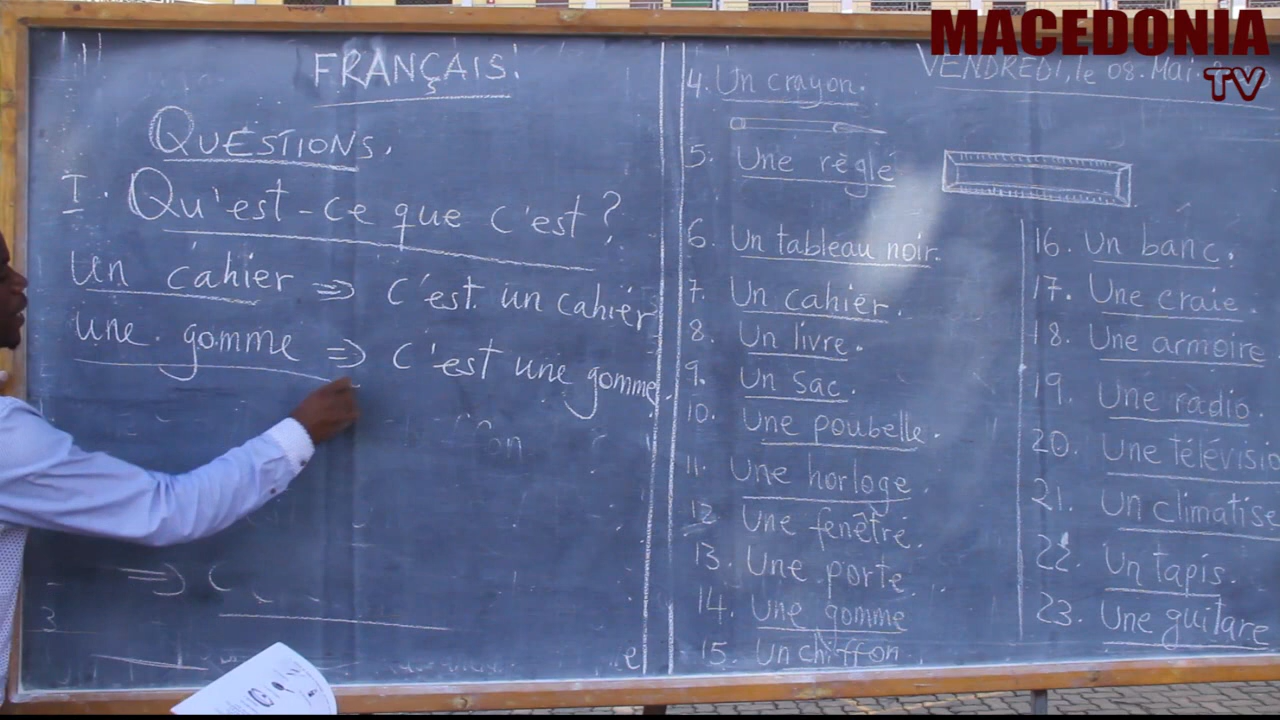 MACEDONIA
TV
FRANÇAIS.
QUESTIONS.
I. Qu'est-ce que c'est?
Un cahier ⇒ C'est un cahier
une gomme ⇒ C'est une gomme.
⇒ C
3
e
VENDREDI, le 08. Mai
4. Un crayon.
5. Une règlé
6. Un tableau noir.
7. Un cahier.
8. Un livre.
9. Un sac.
10. Une poubelle.
11. Une horloge.
12 Une fenêtre.
13. Une porte
14. Une gomme
15. Un chiffon
16. Un banc.
17. Une craie.
18. Une armoire.
19. Une radio.
20. Une télévisio
21. Un climatise
22. Un tapis.
23. Une guitare